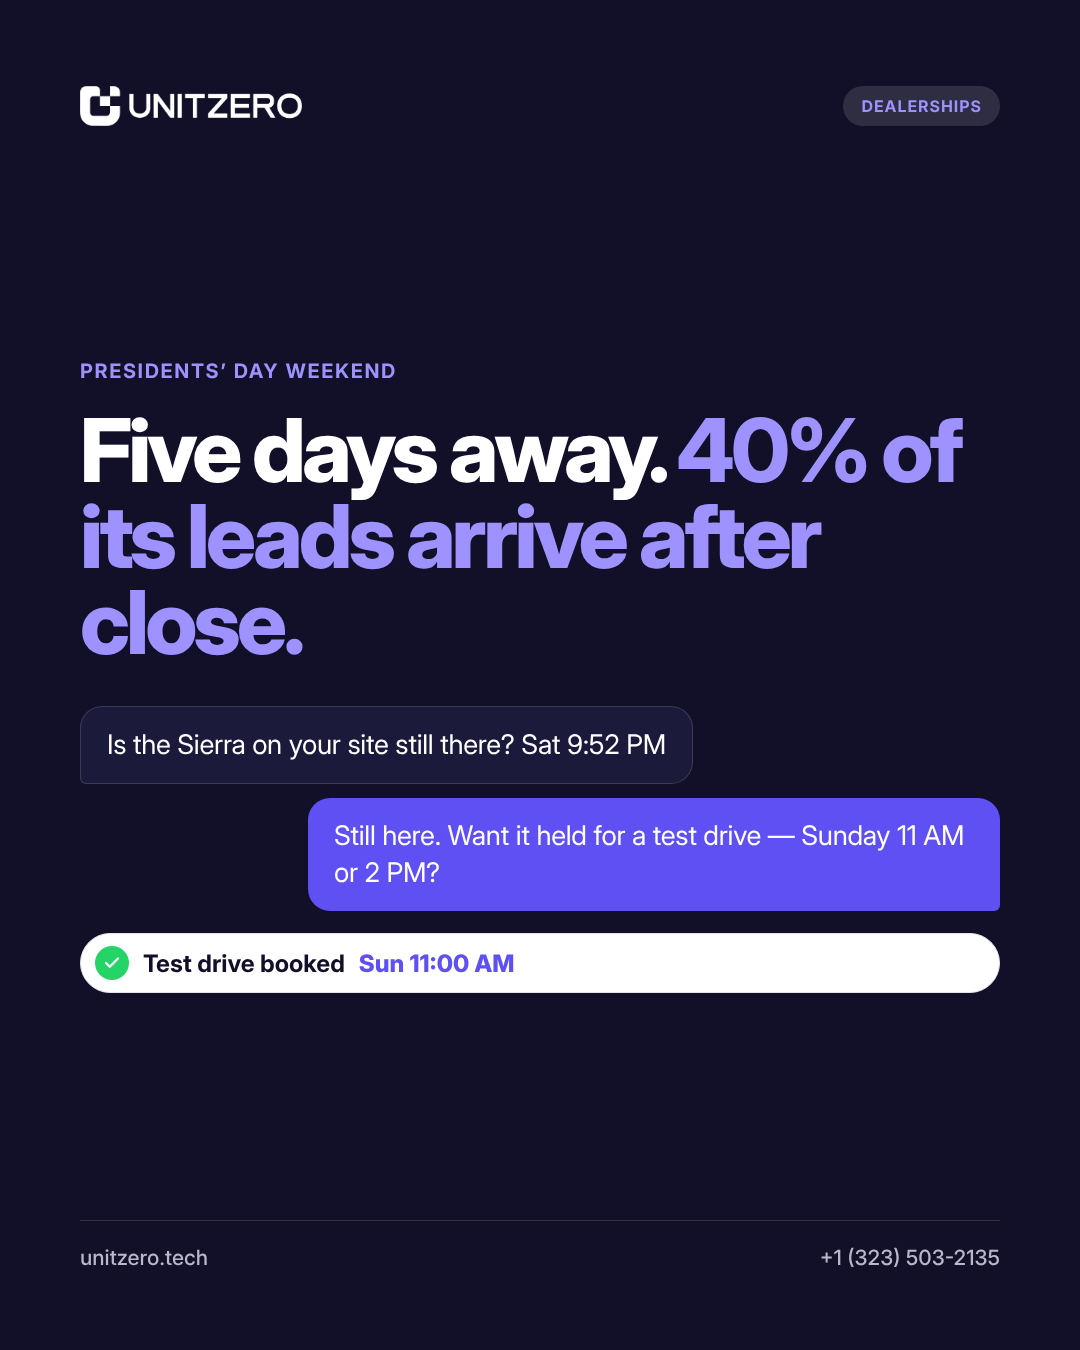 UNITZERO
DEALERSHIPS
PRESIDENTS’ DAY WEEKEND
Five days away. 40% of
its leads arrive after
close.
Is the Sierra on your site still there? Sat 9:52 PM
Still here. Want it held for a test drive — Sunday 11 AM
or 2 PM?
Test drive booked Sun 11:00 AM
unitzero.tech
+1 (323) 503-2135